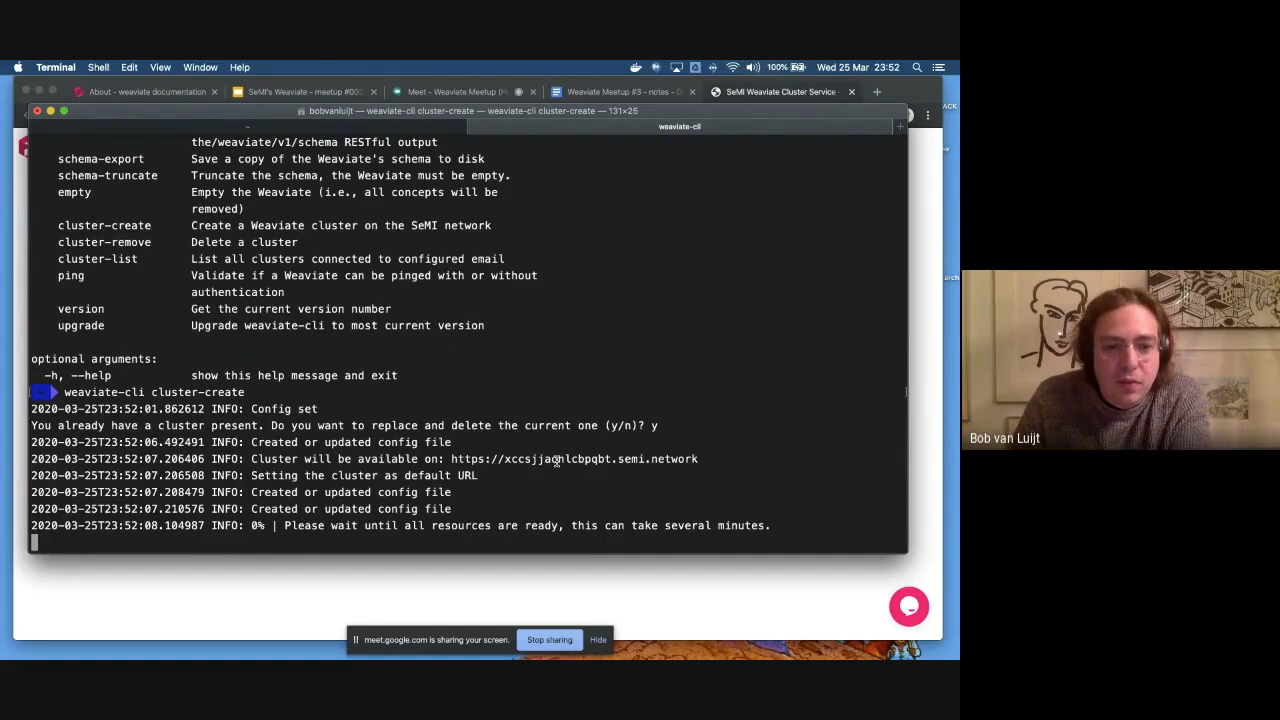 Terminal Shell Edit View Window Help 100% Wed 25 Mar 23:52
About - weaviate documentation SeMI's Weaviate - meetup #003 Meet - Weaviate Meetup Weaviate Meetup #3 - notes - G SeMI Weaviate Cluster Service -
bobvanluijt — weaviate-cli cluster-create — weaviate-cli cluster-create — 131×25
~ weaviate-cli
the/weaviate/v1/schema RESTful output
schema-export Save a copy of the Weaviate's schema to disk
schema-truncate Truncate the schema, the Weaviate must be empty.
empty Empty the Weaviate (i.e., all concepts will be
removed)
cluster-create Create a Weaviate cluster on the SeMI network
cluster-remove Delete a cluster
cluster-list List all clusters connected to configured email
ping Validate if a Weaviate can be pinged with or without
authentication
version Get the current version number
upgrade Upgrade weaviate-cli to most current version
optional arguments:
-h, --help show this help message and exit
weaviate-cli cluster-create
2020-03-25T23:52:01.862612 INFO: Config set
You already have a cluster present. Do you want to replace and delete the current one (y/n)? y
2020-03-25T23:52:06.492491 INFO: Created or updated config file
2020-03-25T23:52:07.206406 INFO: Cluster will be available on:
2020-03-25T23:52:07.206508 INFO: Setting the cluster as default URL
2020-03-25T23:52:07.208479 INFO: Created or updated config file
2020-03-25T23:52:07.210576 INFO: Created or updated config file
2020-03-25T23:52:08.104987 INFO: 0% | Please wait until all resources are ready, this can take several minutes.
meet.google.com is sharing your screen. Stop sharing Hide
Bob van Luijt